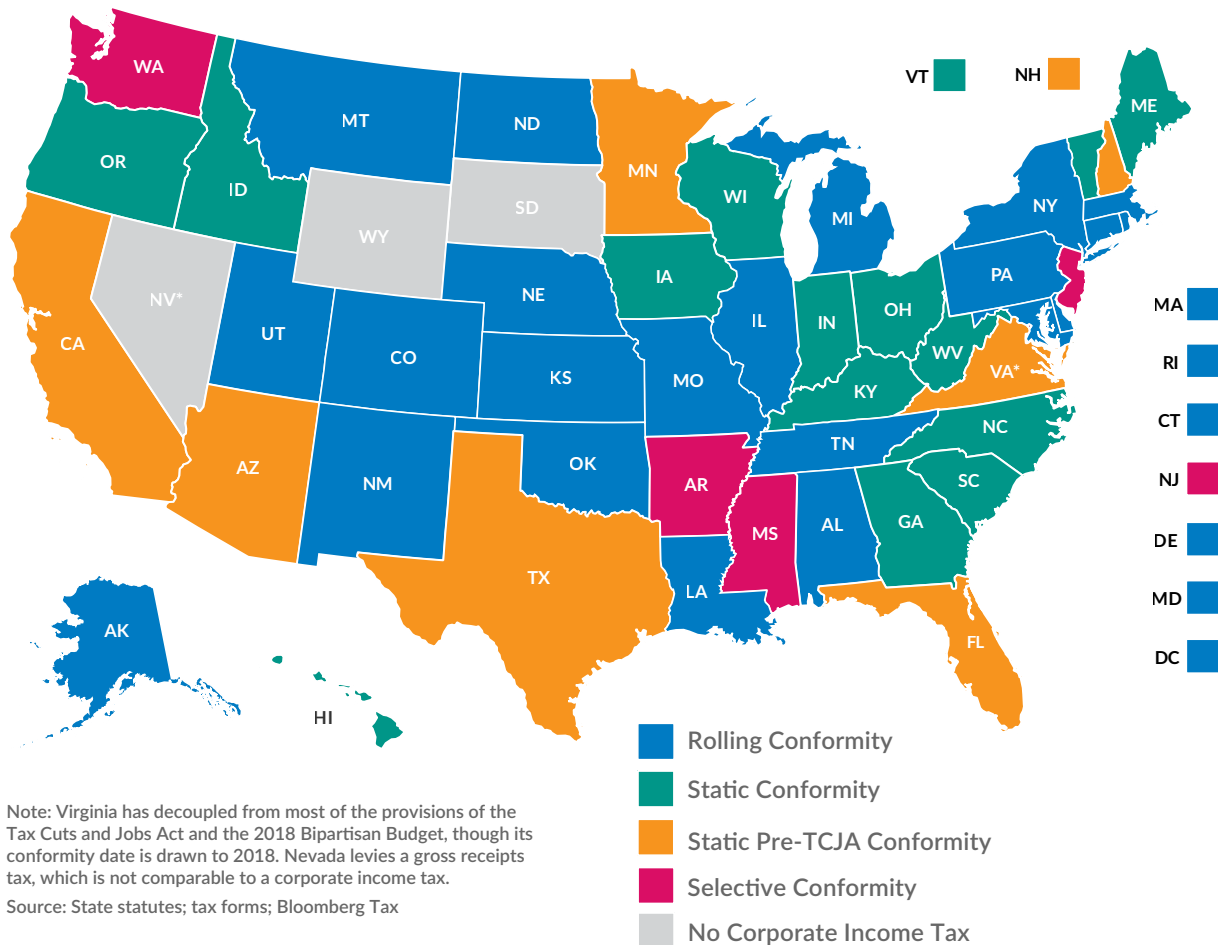 WA
VT
NH
ME
MT
ND
OR
MN
ID
WI
SD
NY
MI
WY
IA
PA
NE
NV*
OH
IL
IN
MA
UT
CA
WV
CO
RI
VA*
KS
MO
KY
CT
NC
TN
OK
AZ
NM
SC
NJ
AR
GA
MS
AL
DE
TX
LA
MD
AK
FL
DC
HI
Rolling Conformity
Static Conformity
Static Pre-TCJA Conformity
Selective Conformity
No Corporate Income Tax
Note: Virginia has decoupled from most of the provisions of the
Tax Cuts and Jobs Act and the 2018 Bipartisan Budget, though its
conformity date is drawn to 2018. Nevada levies a gross receipts
tax, which is not comparable to a corporate income tax.
Source: State statutes; tax forms; Bloomberg Tax